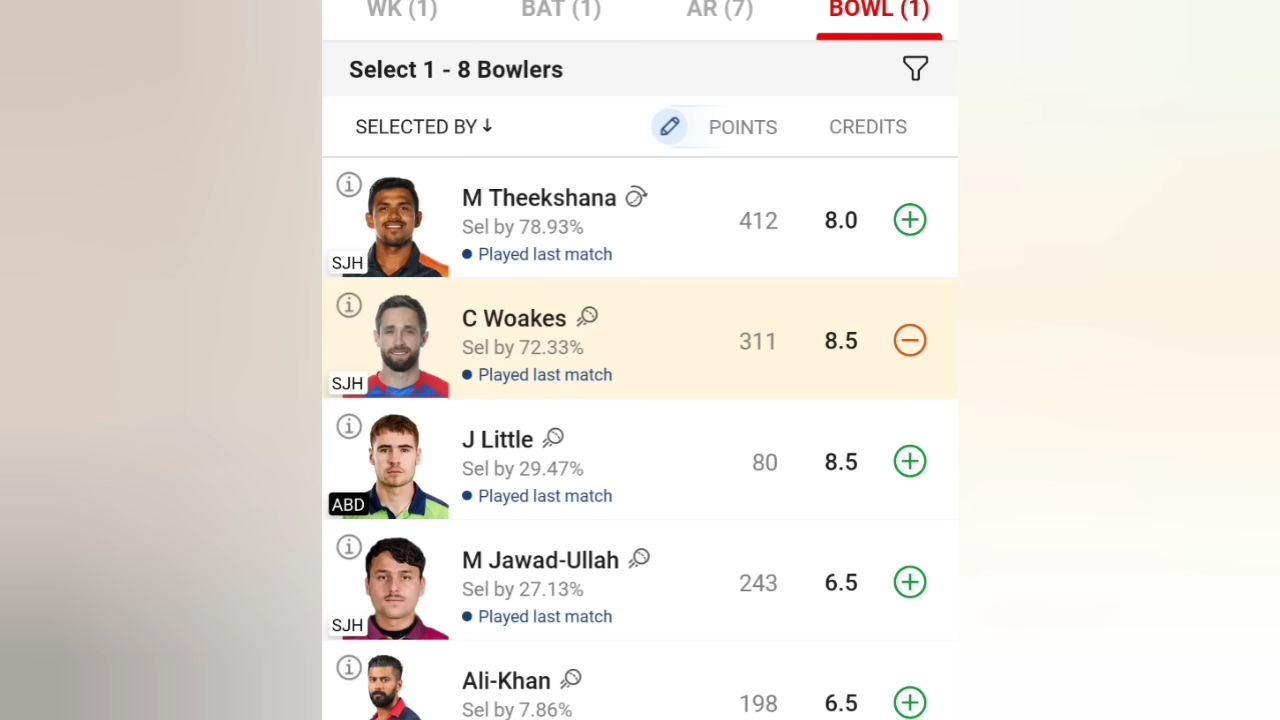 WK (1) BAT (1) AR (7) BOWL (1)
Select 1 - 8 Bowlers
SELECTED BY ↓ POINTS CREDITS
M Theekshana
Sel by 78.93% 412 8.0
Played last match
SJH
C Woakes
Sel by 72.33% 311 8.5
Played last match
SJH
J Little
Sel by 29.47% 80 8.5
Played last match
ABD
M Jawad-Ullah
Sel by 27.13% 243 6.5
Played last match
SJH
Ali-Khan
Sel by 7.86% 198 6.5